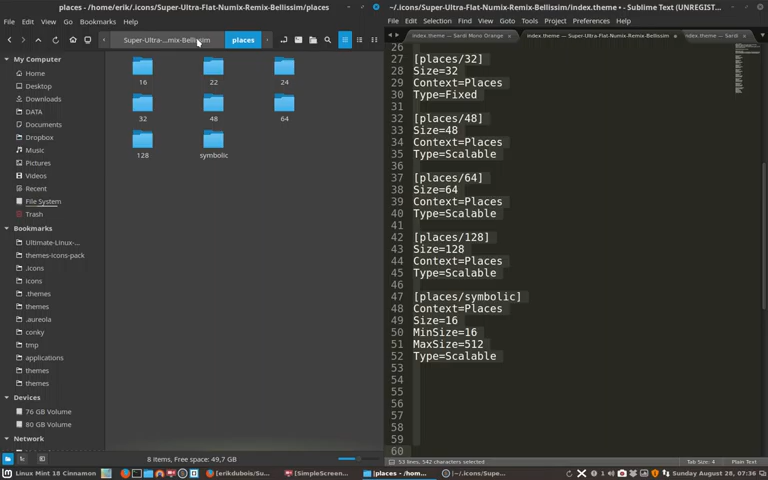 places - /home/erik/.icons/Super-Ultra-Flat-Numix-Remix-Bellissim/places
File Edit View Go Bookmarks Help
Super-Ultra-...mix-Bellissim places
My Computer
Home
Desktop
Downloads
DATA
Documents
Dropbox
Music
Pictures
Videos
Recent
File System
Trash
Bookmarks
Ultimate-Linux-...
themes-icons-pack
.icons
Icons
.themes
themes
.aureola
conky
tmp
applications
themes
themes
Devices
76 GB Volume
80 GB Volume
Network
16 22 24
32 48 64
128 symbolic
8 items, Free space: 49,7 GB
~/.icons/Super-Ultra-Flat-Numix-Remix-Bellissim/index.theme • - Sublime Text (UNREGIST...
File Edit Selection Find View Goto Tools Project Preferences Help
index.theme — Sardi Mono Orange
index.theme — Super-Ultra-Flat-Numix-Remix-Bellissim
index.theme — Sardi
26
27 [places/32]
28 Size=32
29 Context=Places
30 Type=Fixed
31
32 [places/48]
33 Size=48
34 Context=Places
35 Type=Scalable
36
37 [places/64]
38 Size=64
39 Context=Places
40 Type=Scalable
41
42 [places/128]
43 Size=128
44 Context=Places
45 Type=Scalable
46
47 [places/symbolic]
48 Context=Places
49 Size=16
50 MinSize=16
51 MaxSize=512
52 Type=Scalable
53
54
55
56
57
58
59
60
53 lines, 542 characters selected
Tab Size: 4 Plain Text
Linux Mint 18 Cinnamon
[erikdubois/Su...
[SimpleScreen...
[places - /hom...
[~/.icons/Supe...
Sunday August 28, 07:36